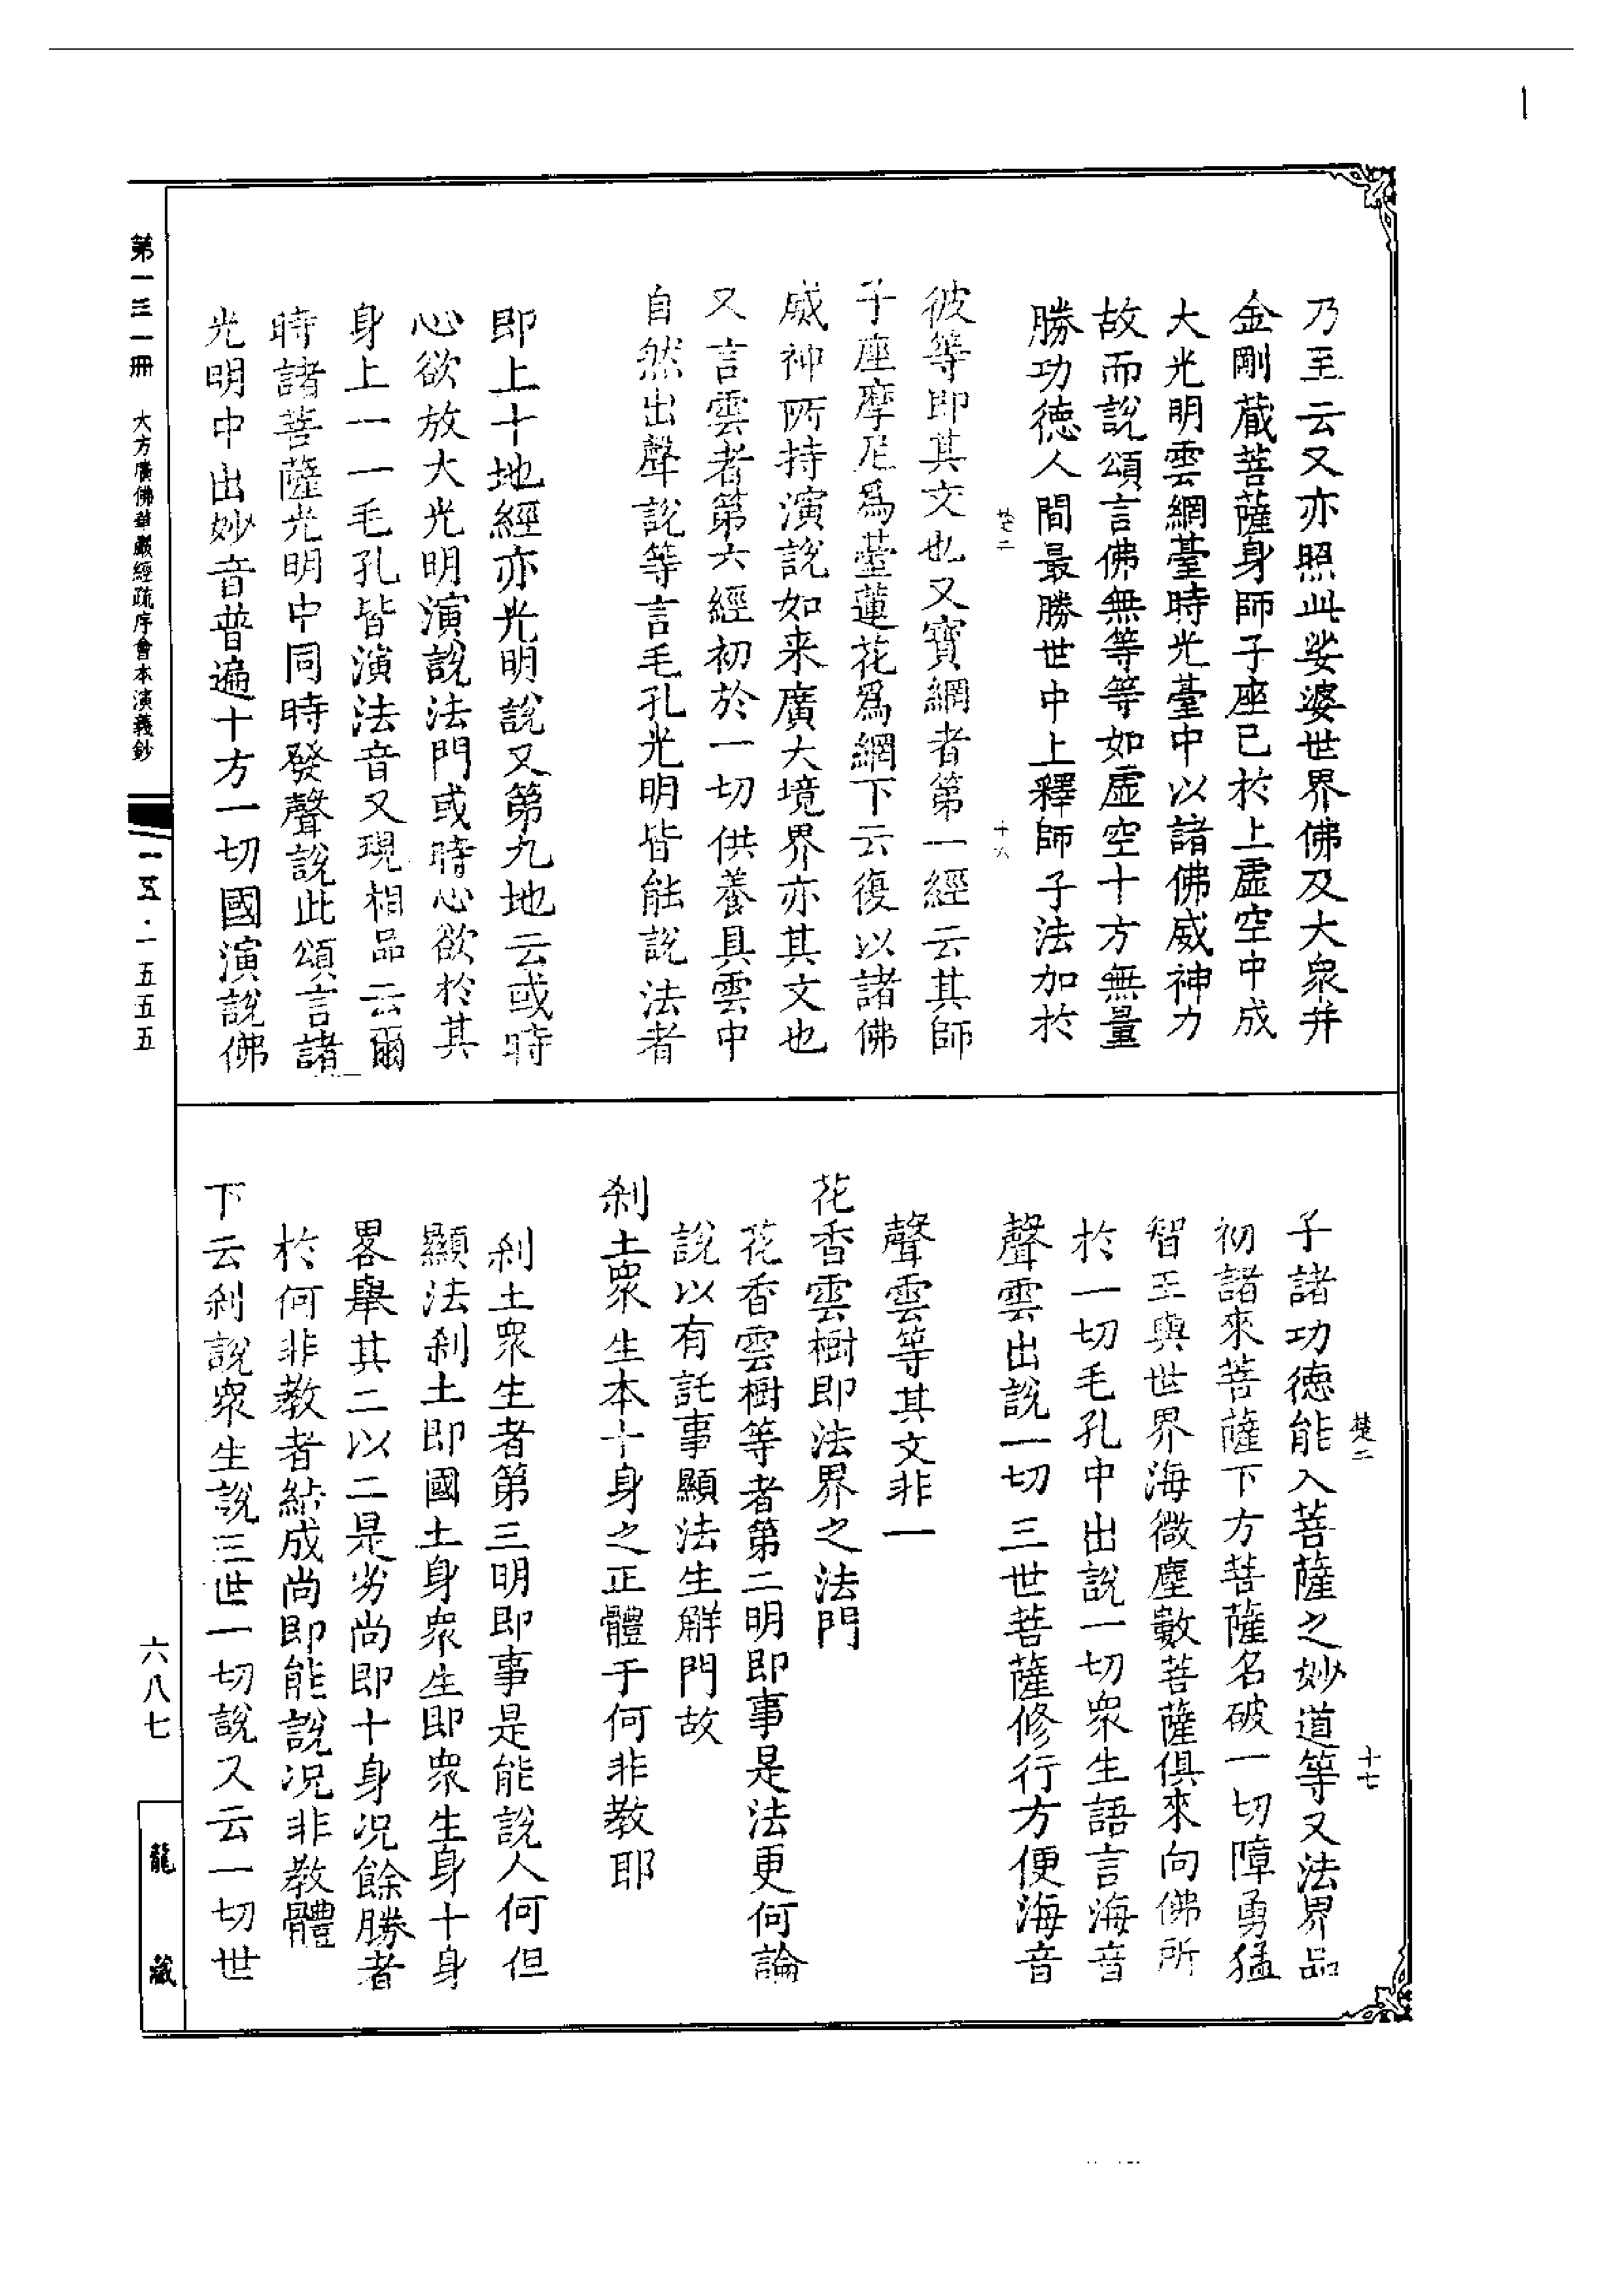 乃至云又亦照此娑婆世界佛及大衆并
金剛藏菩薩身師子座已於上虛空中成
大光明雲網臺時光臺中以諸佛威神力
故而說頌言佛無等等如虛空十方無量
勝功德人間最勝世中上釋師子法加於
楚二
十六
彼等即其文也又寶網者第一經云其師
子座摩尼爲臺蓮花爲網下云復以諸佛
威神所持演說如来廣大境界亦其文也
又言雲者第六經初於一切供養具雲中
自然出聲說等言毛孔光明皆能說法者
即上十地經亦光明說又第九地云或時
心欲放大光明演說法門或時心欲於其
身上一一毛孔皆演法音又現相品云爾
時諸菩薩光明中同時發聲說此頌言諸
光明中出妙音普遍十方一切國演說佛
楚二
十七
子諸功德能入菩薩之妙道等又法界品
初諸來菩薩下方菩薩名破一切障勇猛
智王與世界海微塵數菩薩俱來向佛所
於一切毛孔中出說一切衆生語言海音
聲雲出說一切三世菩薩修行方便海音
聲雲等其文非一
花香雲樹即法界之法門
花香雲樹等者第二明即事是法更何論
說以有託事顯法生解門故
刹土衆生本十身之正體于何非教耶
刹土衆生者第三明即事是能說人何但
顯法刹土即國土身衆生即衆生身十身
畧舉其二以二是劣尚即十身況餘勝者
於何非教者結成尚即能說況非教體
下云刹說衆生說三世一切說又云一切世
第一三一冊 大方廣佛華嚴經疏序會本演義鈔
一五·一五五五
六八七
龍藏